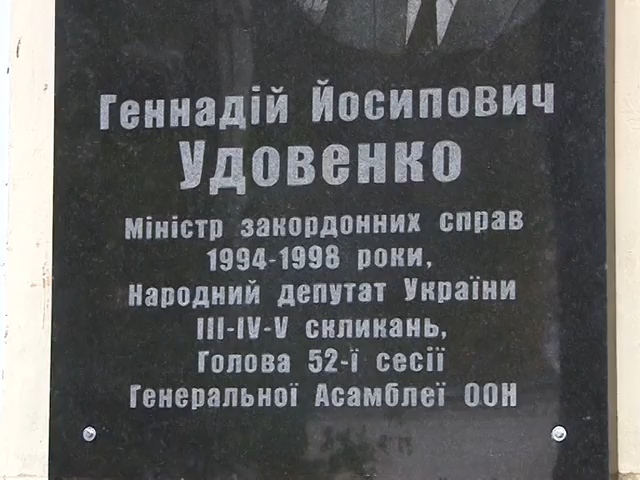 Геннадій Йосипович
Удовенко
Міністр закордонних справ
1994-1998 роки,
Народний депутат України
III-IV-V скликань,
Голова 52-ї сесії
Генеральної Асамблеї ООН